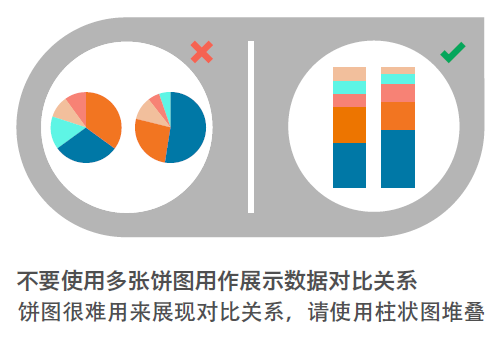 不要使用多张饼图用作展示数据对比关系
饼图很难用来展现对比关系，请使用柱状图堆叠